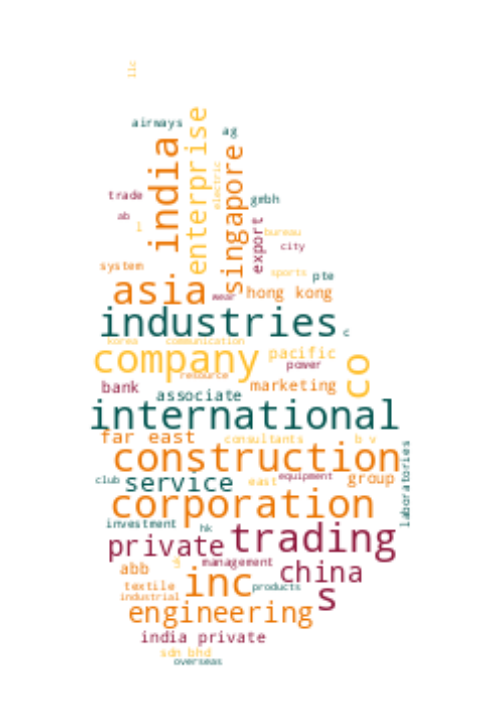 llc
airways
ag
india
enterprise
electric
singapore
trade
gmbh
ab
l
export
bureau
city
system
sports
pte
asia
wear
hong kong
industries
c
korea
communication
company
pacific
co
power
resource
bank
associate
marketing
international
far east
consultants
b v
construction
laboratories
club
service
east
equipment
group
corporation
investment
hk
private
trading
abb
management
china
textile
industrial
inc
products
s
engineering
india private
sdn bhd
overseas